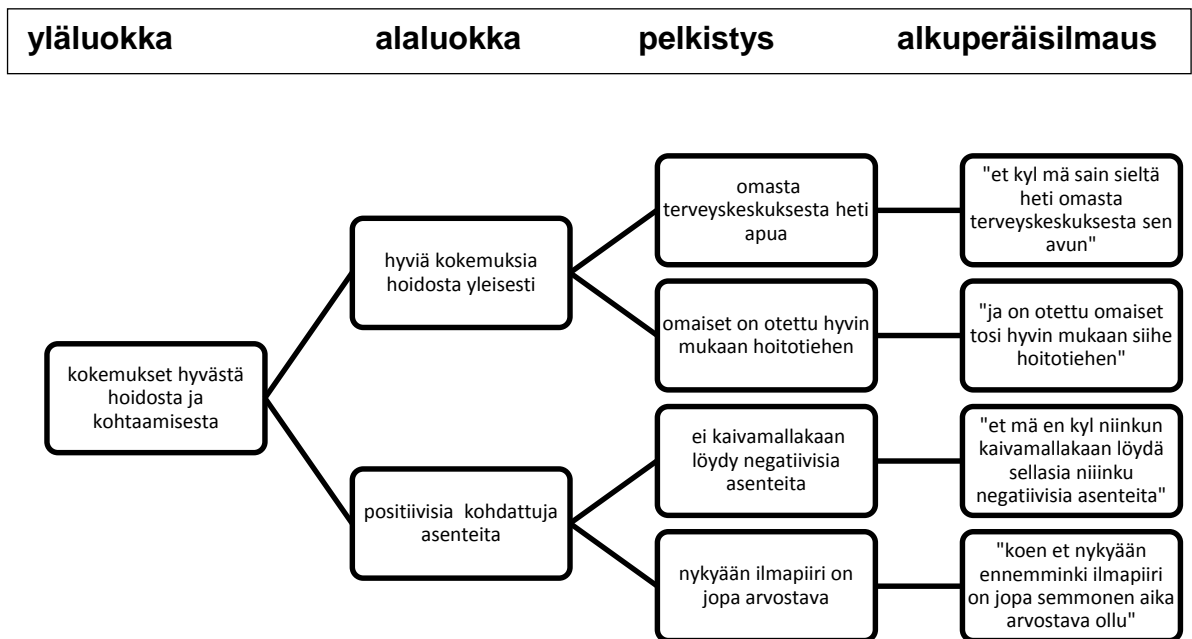 yläluokka alaluokka pelkistys alkuperäisilmaus
omasta
terveyskeskuksesta heti
apua
"et kyl mä sain sieltä
heti omasta
terveyskeskuksesta sen
avun"
hyviä kokemuksia
hoidosta yleisesti
omaiset on otettu hyvin
mukaan hoitotiehen
"ja on otettu omaiset
tosi hyvin mukaan siihe
hoitotiehen"
kokemukset hyvästä
hoidosta ja
kohtaamisesta
ei kaivamallakaan
löydy negatiivisia
asenteita
"et mä en kyl niinkun
kaivamallakaan löydä
sellasia niiinku
negatiivisia asenteita"
positiivisia kohdattuja
asenteita
nykyään ilmapiiri on
jopa arvostava
"koen et nykyään
ennemminki ilmapiiri
on jopa semmonen aika
arvostava ollu"